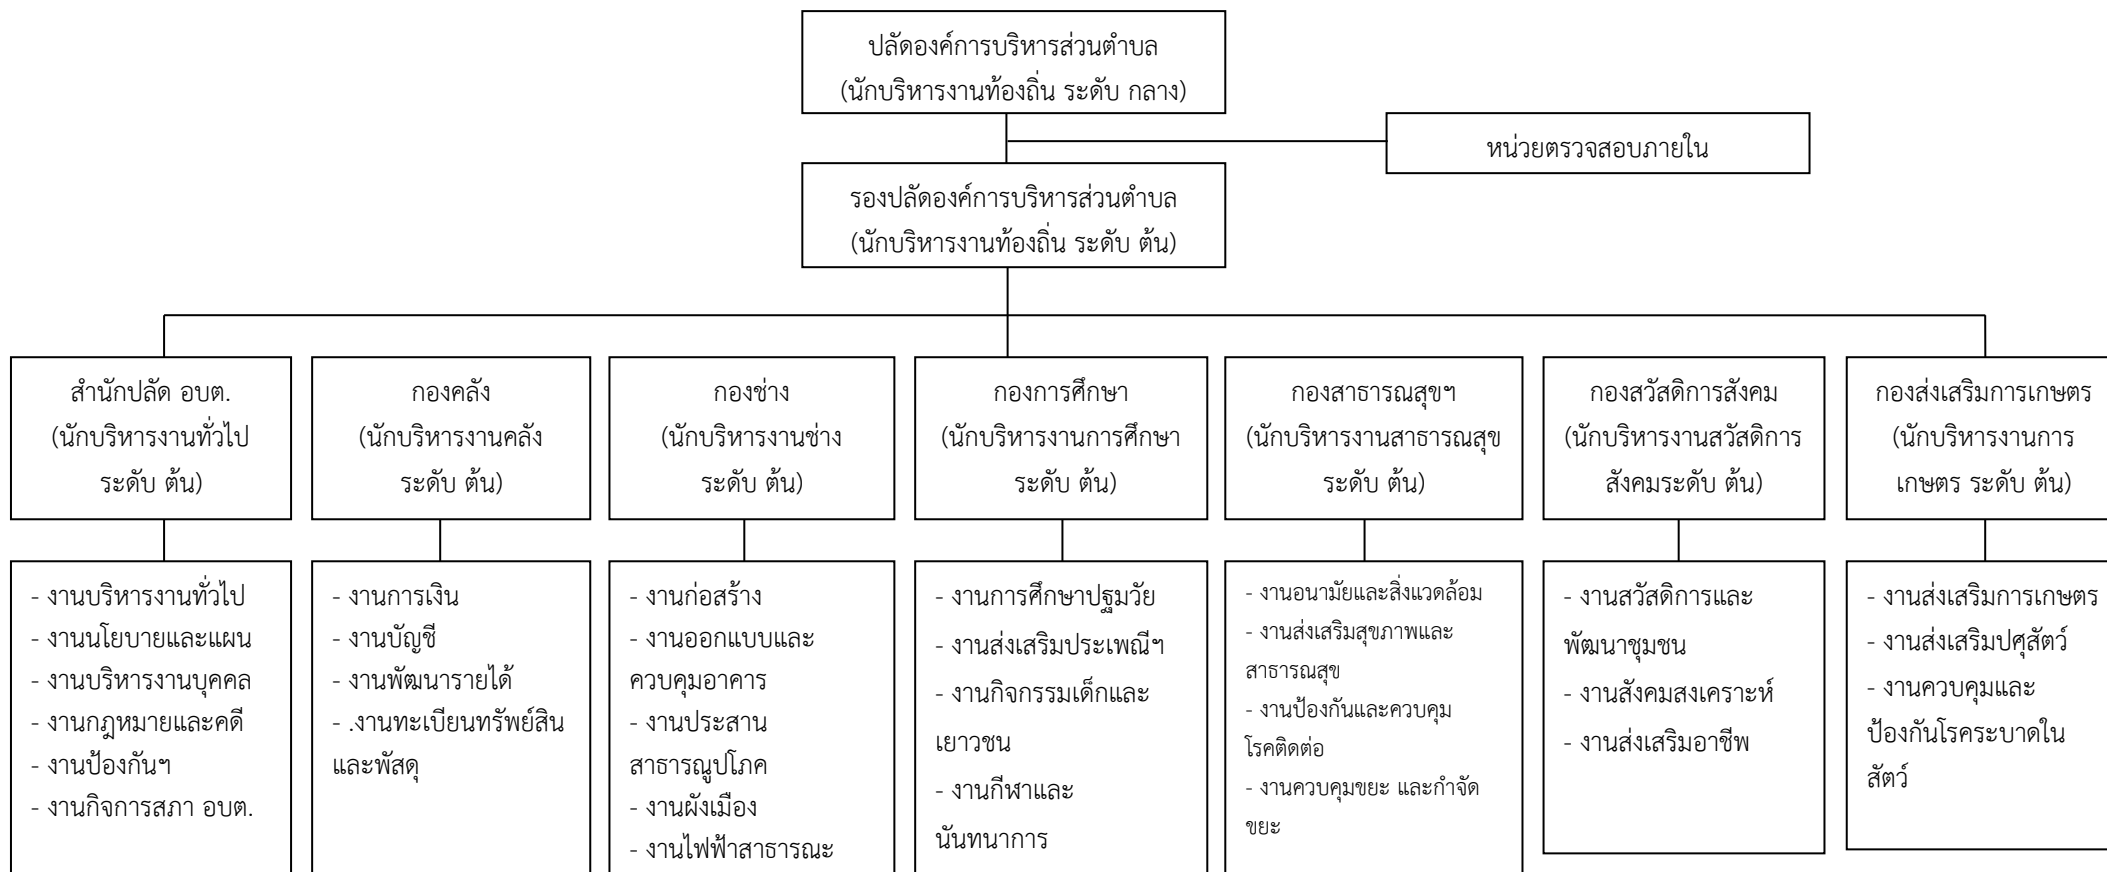 ปลัดองค์การบริหารส่วนตำบล
(นักบริหารงานท้องถิ่น ระดับ กลาง)
หน่วยตรวจสอบภายใน
รองปลัดองค์การบริหารส่วนตำบล
(นักบริหารงานท้องถิ่น ระดับ ต้น)
สำนักปลัด อบต.
(นักบริหารงานทั่วไป
ระดับ ต้น)
กองคลัง
(นักบริหารงานคลัง
ระดับ ต้น)
กองช่าง
(นักบริหารงานช่าง
ระดับ ต้น)
กองการศึกษา
(นักบริหารงานการศึกษา
ระดับ ต้น)
กองสาธารณสุขฯ
(นักบริหารงานสาธารณสุข
ระดับ ต้น)
กองสวัสดิการสังคม
(นักบริหารงานสวัสดิการ
สังคมระดับ ต้น)
กองส่งเสริมการเกษตร
(นักบริหารงานการ
เกษตร ระดับ ต้น)
- งานบริหารงานทั่วไป
- งานนโยบายและแผน
- งานบริหารงานบุคคล
- งานกฎหมายและคดี
- งานป้องกันฯ
- งานกิจการสภา อบต.
- งานการเงิน
- งานบัญชี
- งานพัฒนารายได้
- .งานทะเบียนทรัพย์สิน
และพัสดุ
- งานก่อสร้าง
- งานออกแบบและ
ควบคุมอาคาร
- งานประสาน
สาธารณูปโภค
- งานผังเมือง
- งานไฟฟ้าสาธารณะ
- งานการศึกษาปฐมวัย
- งานส่งเสริมประเพณีฯ
- งานกิจกรรมเด็กและ
เยาวชน
- งานกีฬาและ
นันทนาการ
- งานอนามัยและสิ่งแวดล้อม
- งานส่งเสริมสุขภาพและ
สาธารณสุข
- งานป้องกันและควบคุม
โรคติดต่อ
- งานควบคุมขยะ และกำจัด
ขยะ
- งานสวัสดิการและ
พัฒนาชุมชน
- งานสังคมสงเคราะห์
- งานส่งเสริมอาชีพ
- งานส่งเสริมการเกษตร
- งานส่งเสริมปศุสัตว์
- งานควบคุมและ
ป้องกันโรคระบาดใน
สัตว์